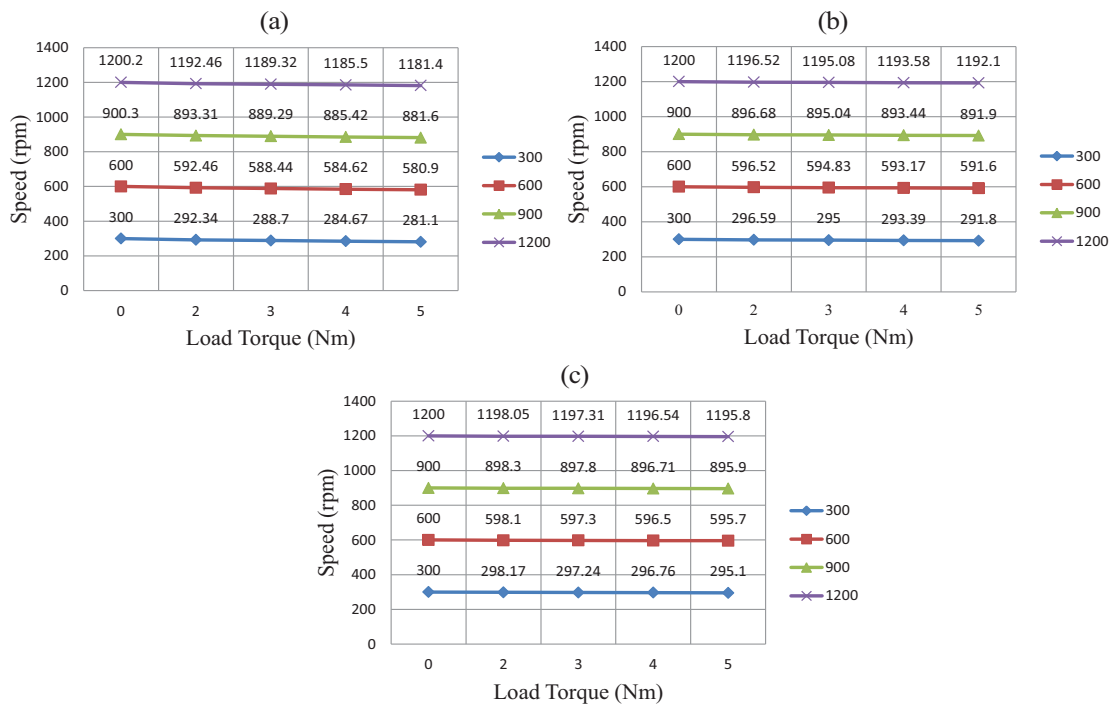 (a)
1400
1200
1000
800
600
400
200
0
Speed (rpm)
1200.2 1192.46 1189.32 1185.5 1181.4
900.3 893.31 889.29 885.42 881.6
600 592.46 588.44 584.62 580.9
300 292.34 288.7 284.67 281.1
0 2 3 4 5
Load Torque (Nm)
300
600
900
1200
(b)
1400
1200
1000
800
600
400
200
0
Speed (rpm)
1200 1196.52 1195.08 1193.58 1192.1
900 896.68 895.04 893.44 891.9
600 596.52 594.83 593.17 591.6
300 296.59 295 293.39 291.8
0 2 3 4 5
Load Torque (Nm)
300
600
900
1200
(c)
1400
1200
1000
800
600
400
200
0
Speed (rpm)
1200 1198.05 1197.31 1196.54 1195.8
900 898.3 897.8 896.71 895.9
600 598.1 597.3 596.5 595.7
300 298.17 297.24 296.76 295.1
0 2 3 4 5
Load Torque (Nm)
300
600
900
1200